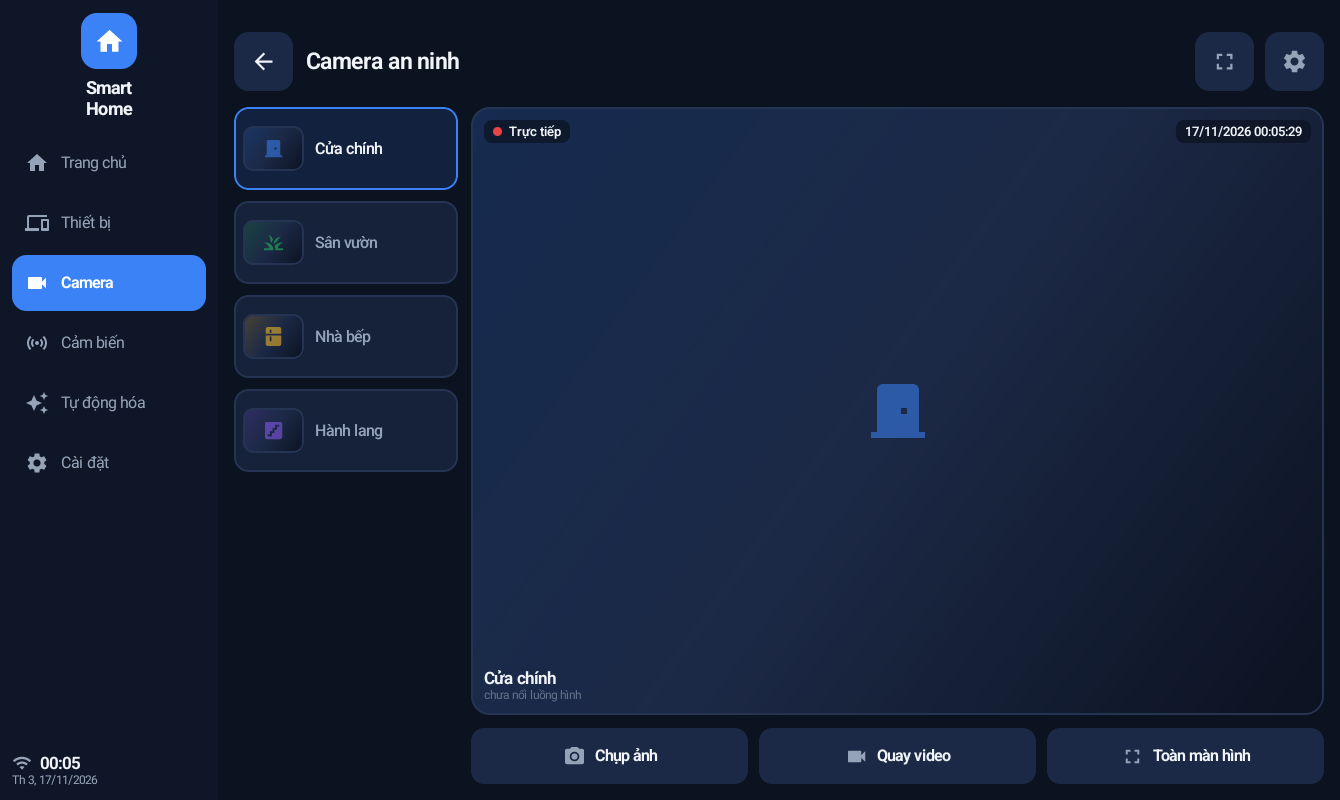 Smart
Home
Trang chủ
Thiết bị
Camera
Cảm biến
Tự động hóa
Cài đặt
00:05
Th 3, 17/11/2026
Camera an ninh
Cửa chính
Sân vườn
Nhà bếp
Hành lang
Trực tiếp
17/11/2026 00:05:29
Cửa chính
chưa nối luồng hình
Chụp ảnh
Quay video
Toàn màn hình